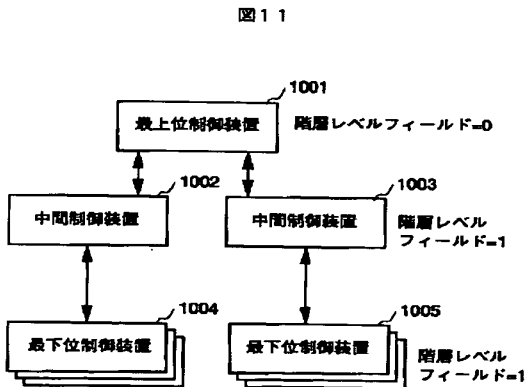 図11
1001
最上位制御装置
階層レベルフィールド=0
1002
中間制御装置
1003
中間制御装置
階層レベル
フィールド=1
1004
最下位制御装置
1005
最下位制御装置
階層レベル
フィールド=1